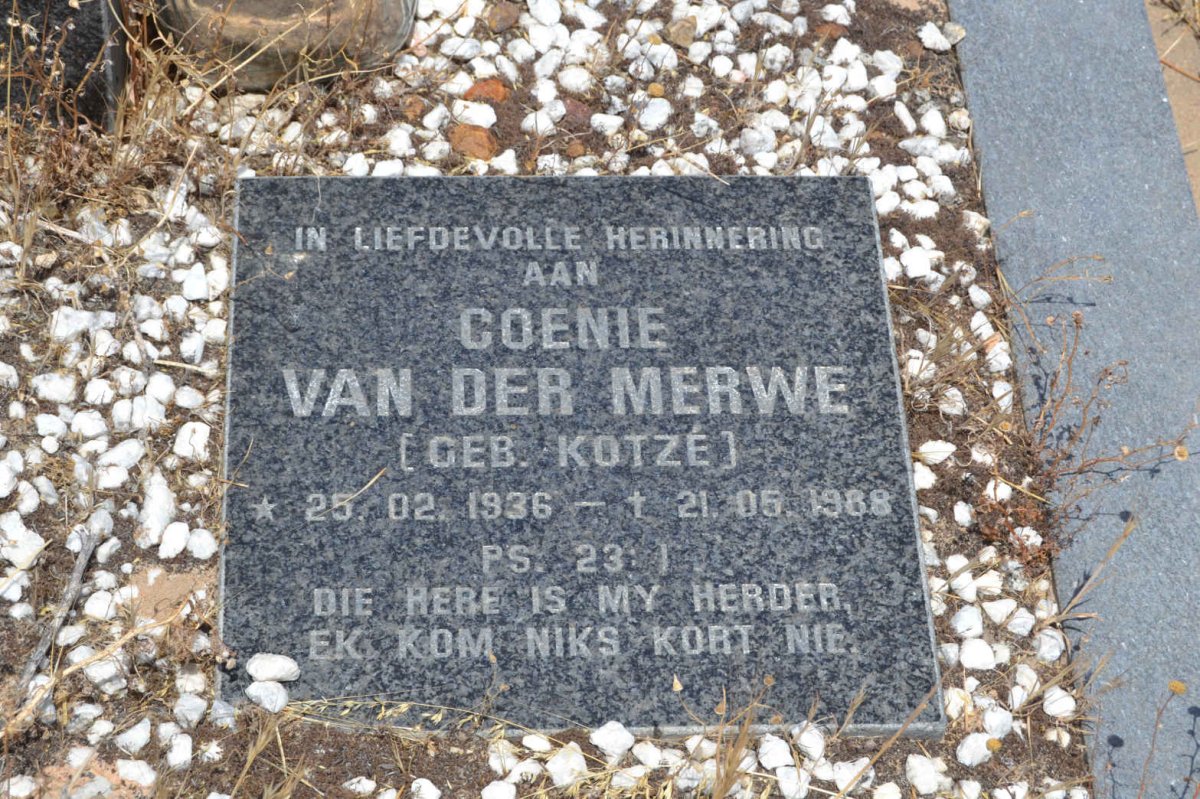 IN LIEFDEVOLLE HERINNERING
AAN
COENIE
VAN DER MERWE
[GEB. KOTZÉ]
★ 25. 02. 1936 – † 21. 05. 1988
PS. 23:1
DIE HERE IS MY HERDER,
EK KOM NIKS KORT NIE.